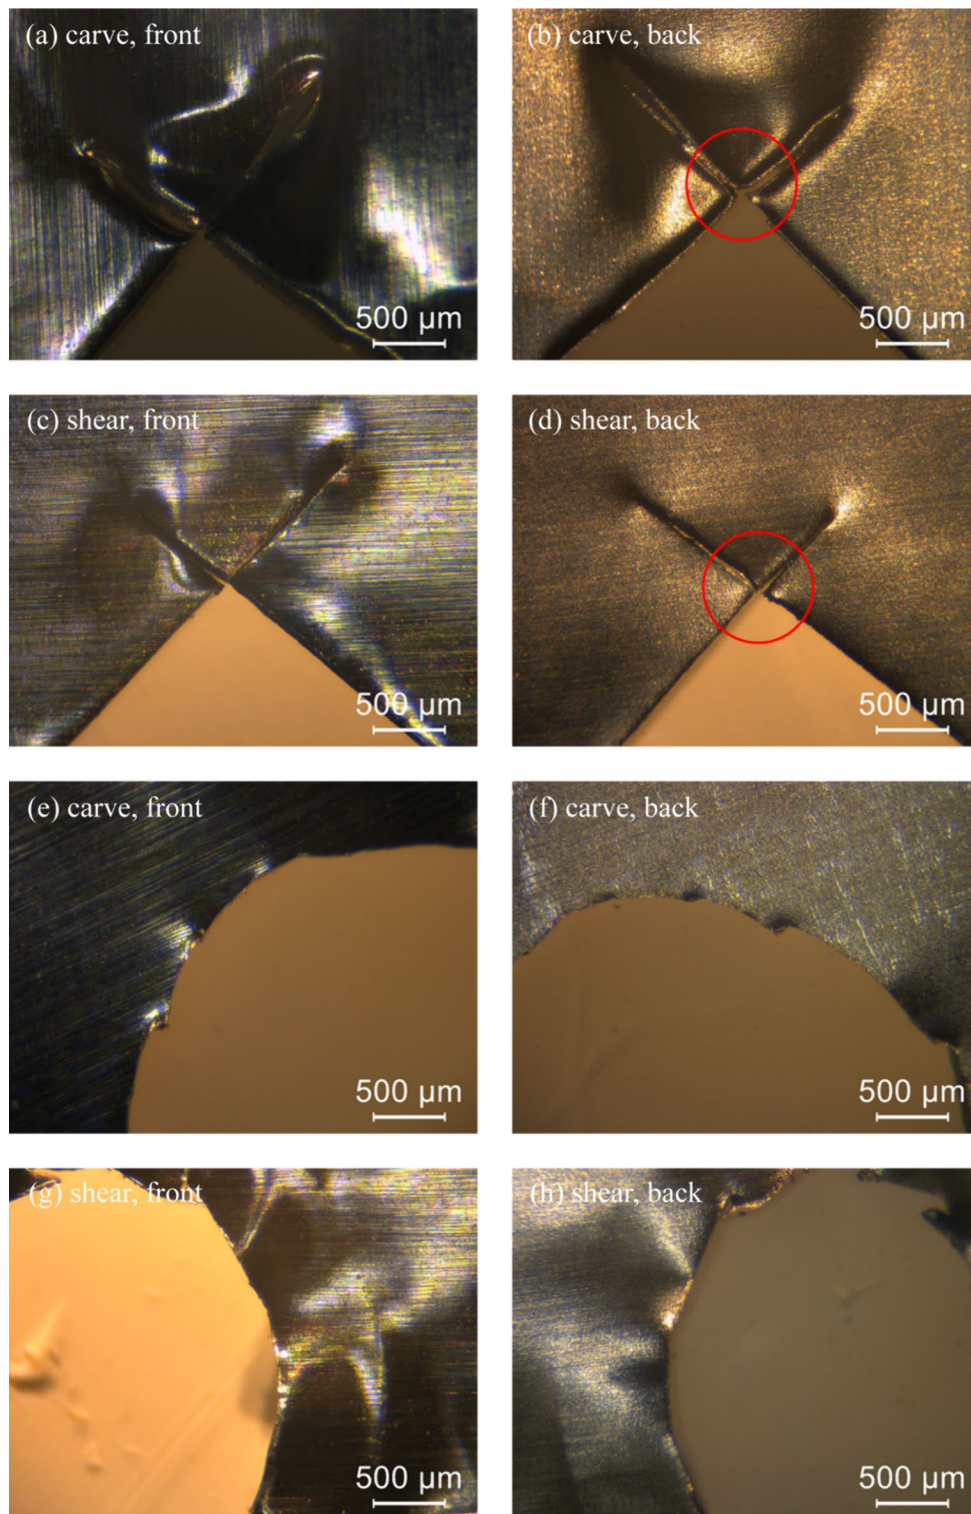 (a) carve, front
500 µm
(b) carve, back
500 µm
(c) shear, front
500 µm
(d) shear, back
500 µm
(e) carve, front
500 µm
(f) carve, back
500 µm
(g) shear, front
500 µm
(h) shear, back
500 µm